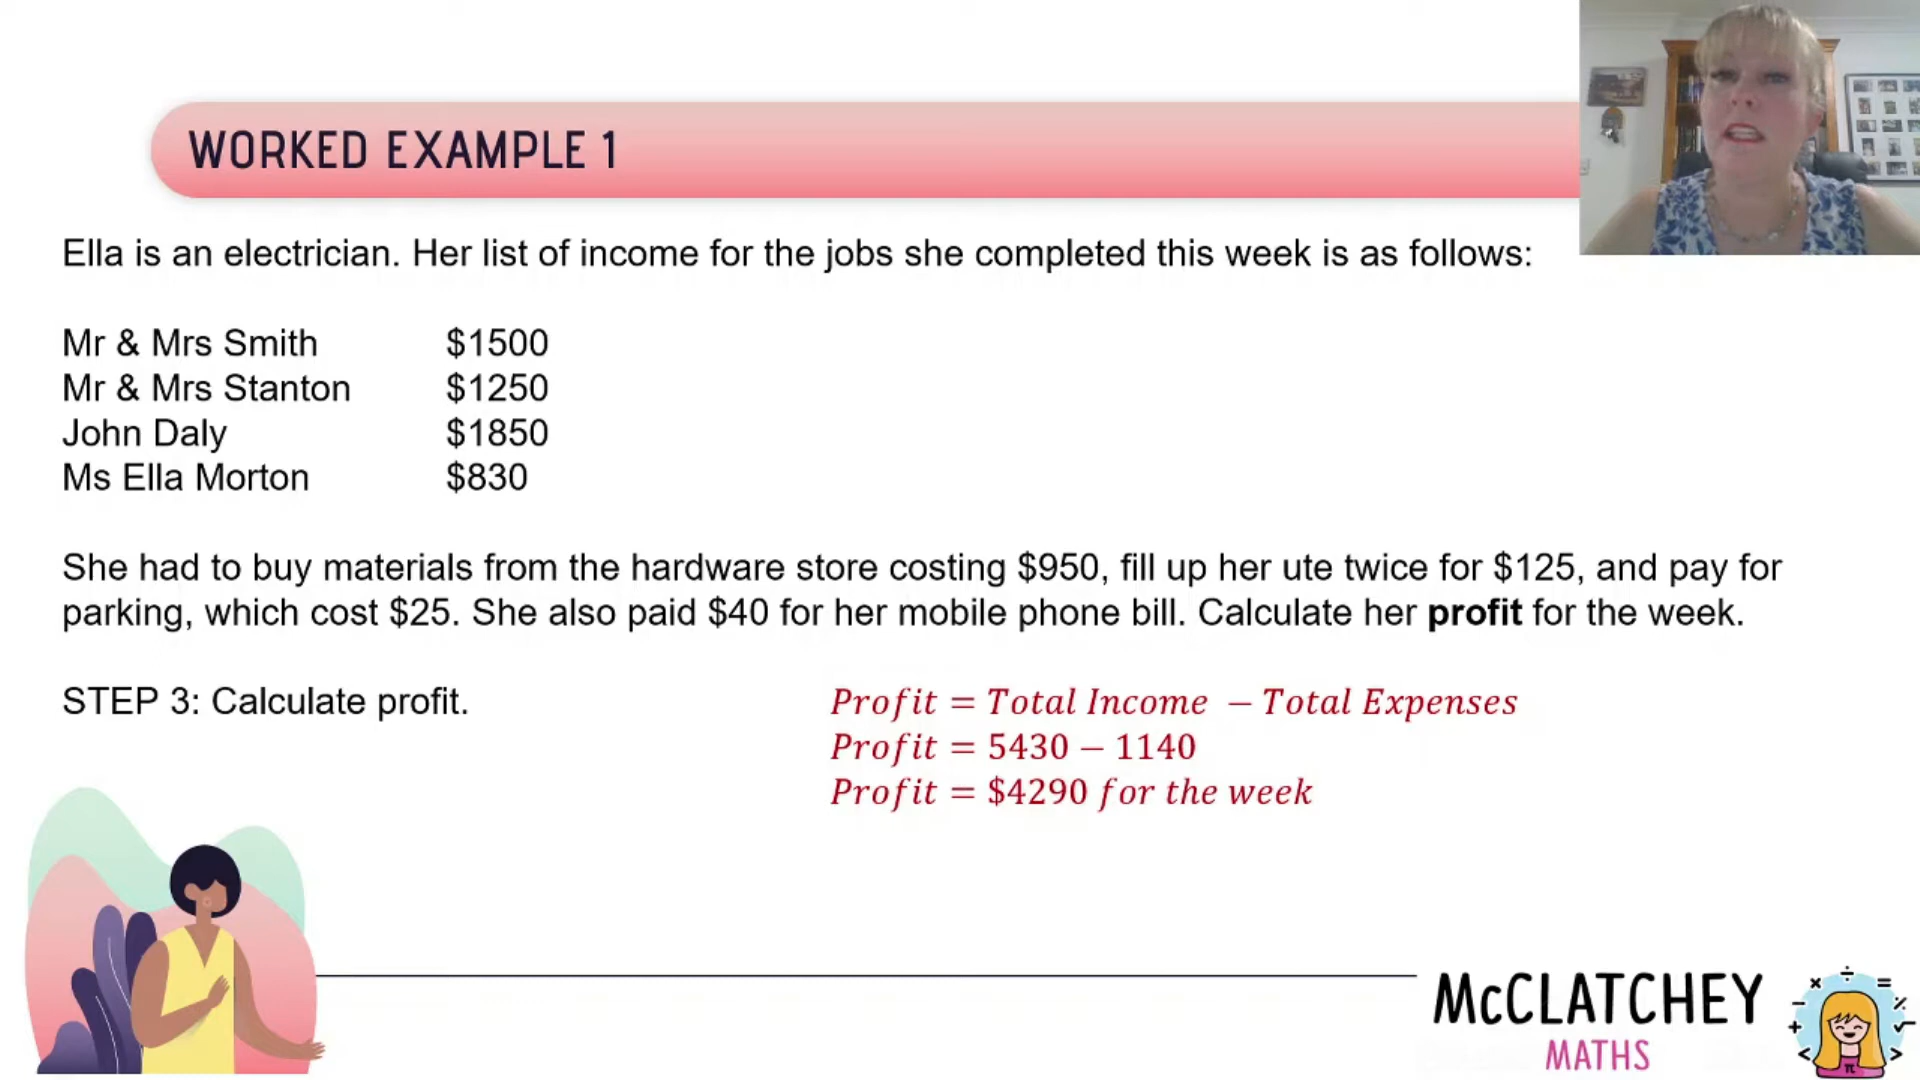 WORKED EXAMPLE 1
Ella is an electrician. Her list of income for the jobs she completed this week is as follows:
Mr & Mrs Smith $1500
Mr & Mrs Stanton $1250
John Daly $1850
Ms Ella Morton $830
She had to buy materials from the hardware store costing $950, fill up her ute twice for $125, and pay for
parking, which cost $25. She also paid $40 for her mobile phone bill. Calculate her profit for the week.
STEP 3: Calculate profit.
Profit = Total Income − Total Expenses
Profit = 5430 − 1140
Profit = $4290 for the week
McCLATCHEY
MATHS
× ÷ =
− %
+ √
< π >